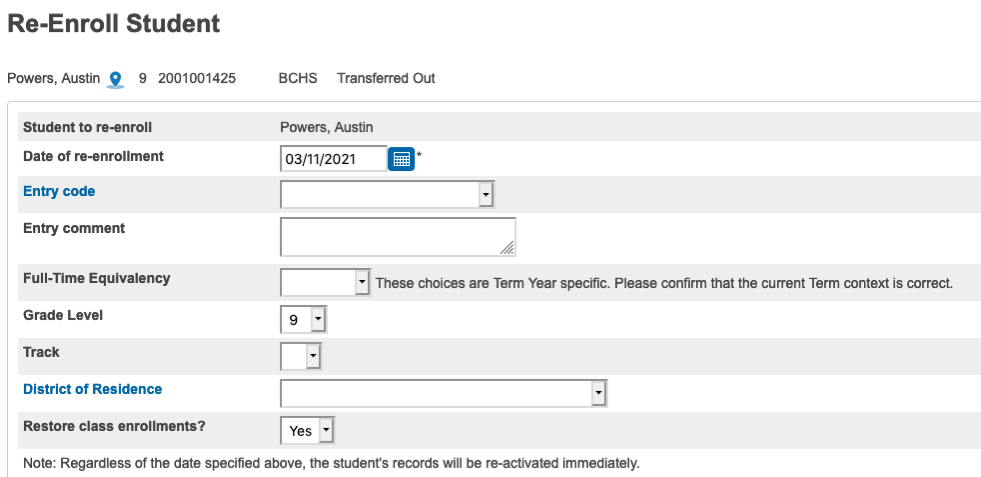 Re-Enroll Student
Powers, Austin 9 2001001425 BCHS Transferred Out
Student to re-enroll Powers, Austin
Date of re-enrollment 03/11/2021 *
Entry code
Entry comment
Full-Time Equivalency These choices are Term Year specific. Please confirm that the current Term context is correct.
Grade Level 9
Track
District of Residence
Restore class enrollments? Yes
Note: Regardless of the date specified above, the student's records will be re-activated immediately.